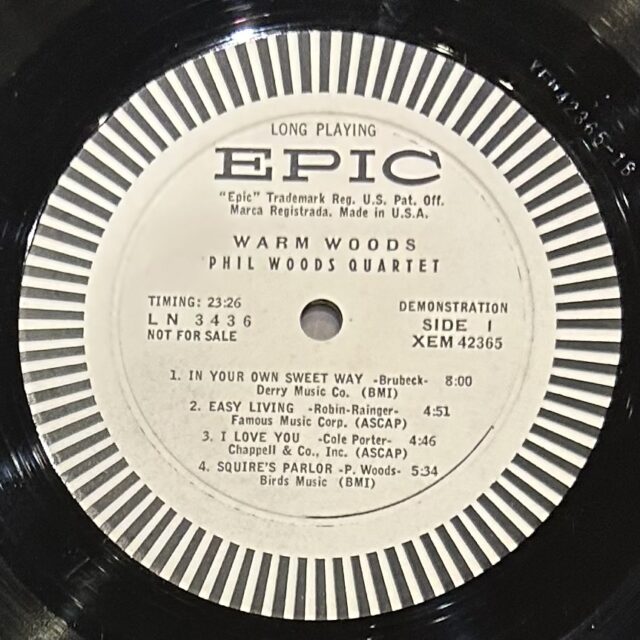 LONG PLAYING
EPIC
"Epic" Trademark Reg. U.S. Pat. Off.
Marca Registrada. Made in U.S.A.
WARM WOODS
PHIL WOODS QUARTET
TIMING: 23:26
LN 3436
NOT FOR SALE
DEMONSTRATION
SIDE I
XEM 42365
1. IN YOUR OWN SWEET WAY -Brubeck- 8:00
Derry Music Co. (BMI)
2. EASY LIVING -Robin-Rainger- 4:51
Famous Music Corp. (ASCAP)
3. I LOVE YOU -Cole Porter- 4:46
Chappell & Co., Inc. (ASCAP)
4. SQUIRE'S PARLOR -P. Woods- 5:34
Birds Music (BMI)